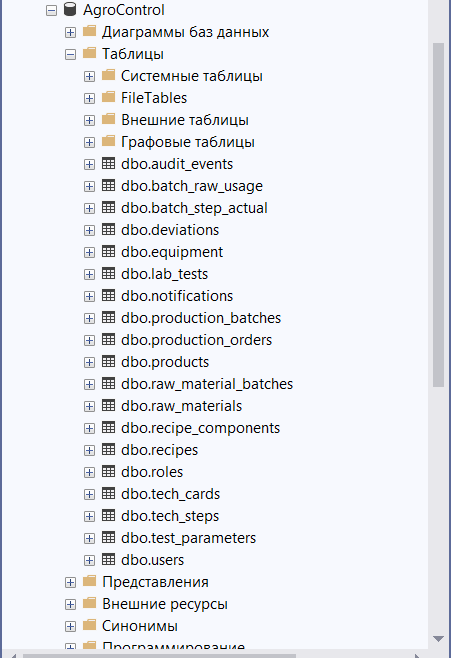 AgroControl
Диаграммы баз данных
Таблицы
Системные таблицы
FileTables
Внешние таблицы
Графовые таблицы
dbo.audit_events
dbo.batch_raw_usage
dbo.batch_step_actual
dbo.deviations
dbo.equipment
dbo.lab_tests
dbo.notifications
dbo.production_batches
dbo.production_orders
dbo.products
dbo.raw_material_batches
dbo.raw_materials
dbo.recipe_components
dbo.recipes
dbo.roles
dbo.tech_cards
dbo.tech_steps
dbo.test_parameters
dbo.users
Представления
Внешние ресурсы
Синонимы
Программирование